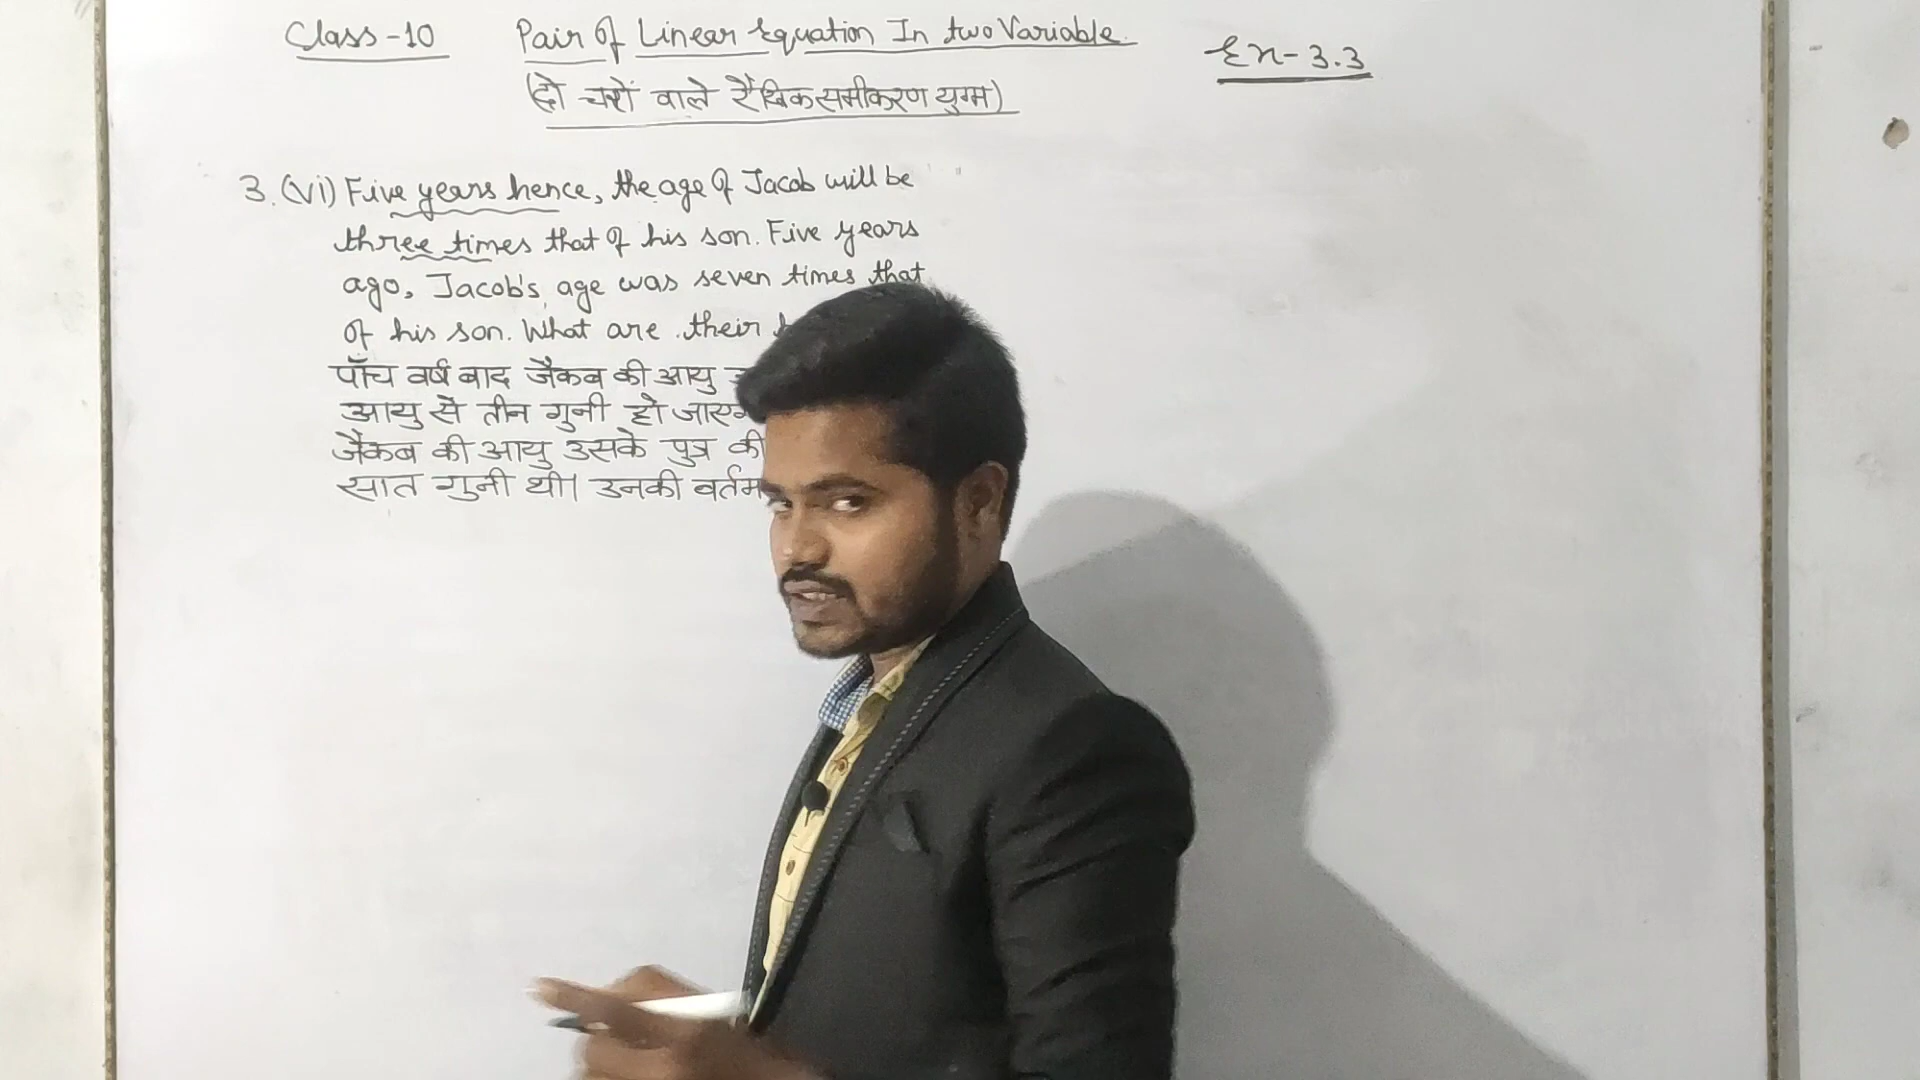 Class-10 Pair of Linear Equation In two Variable. Ex-3.3
(दो चरों वाले रैखिक समीकरण युग्म)
3. (vi) Five years hence, the age of Jacob will be
three times that of his son. Five years
ago, Jacob's age was seven times that
of his son. What are their
पाँच वर्ष बाद जैकब की आयु
आयु से तीन गुनी हो
जैकब की आयु उसके पुत्र की
सात गुनी थी। उनकी